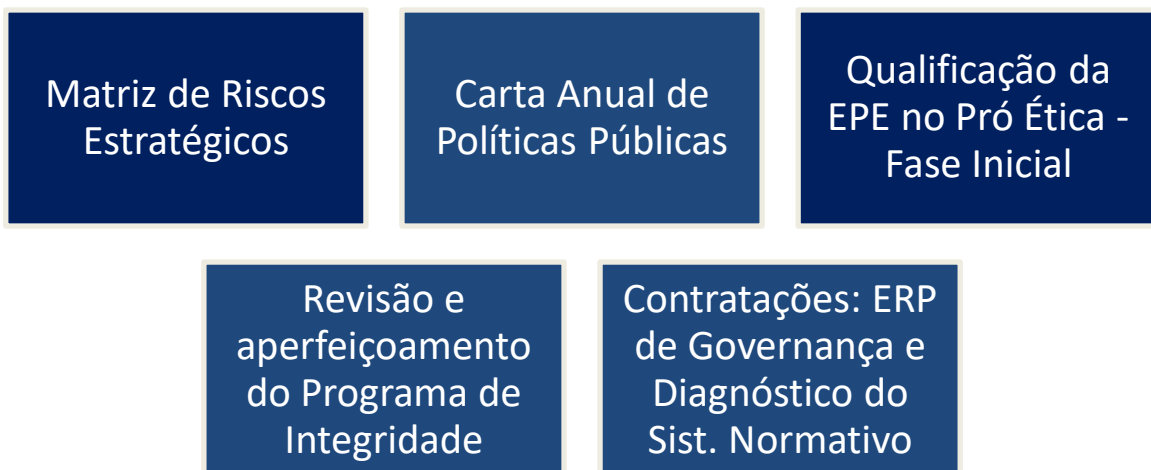 Matriz de Riscos
Estratégicos
Carta Anual de
Políticas Públicas
Qualificação da
EPE no Pró Ética -
Fase Inicial
Revisão e
aperfeiçoamento
do Programa de
Integridade
Contratações: ERP
de Governança e
Diagnóstico do
Sist. Normativo